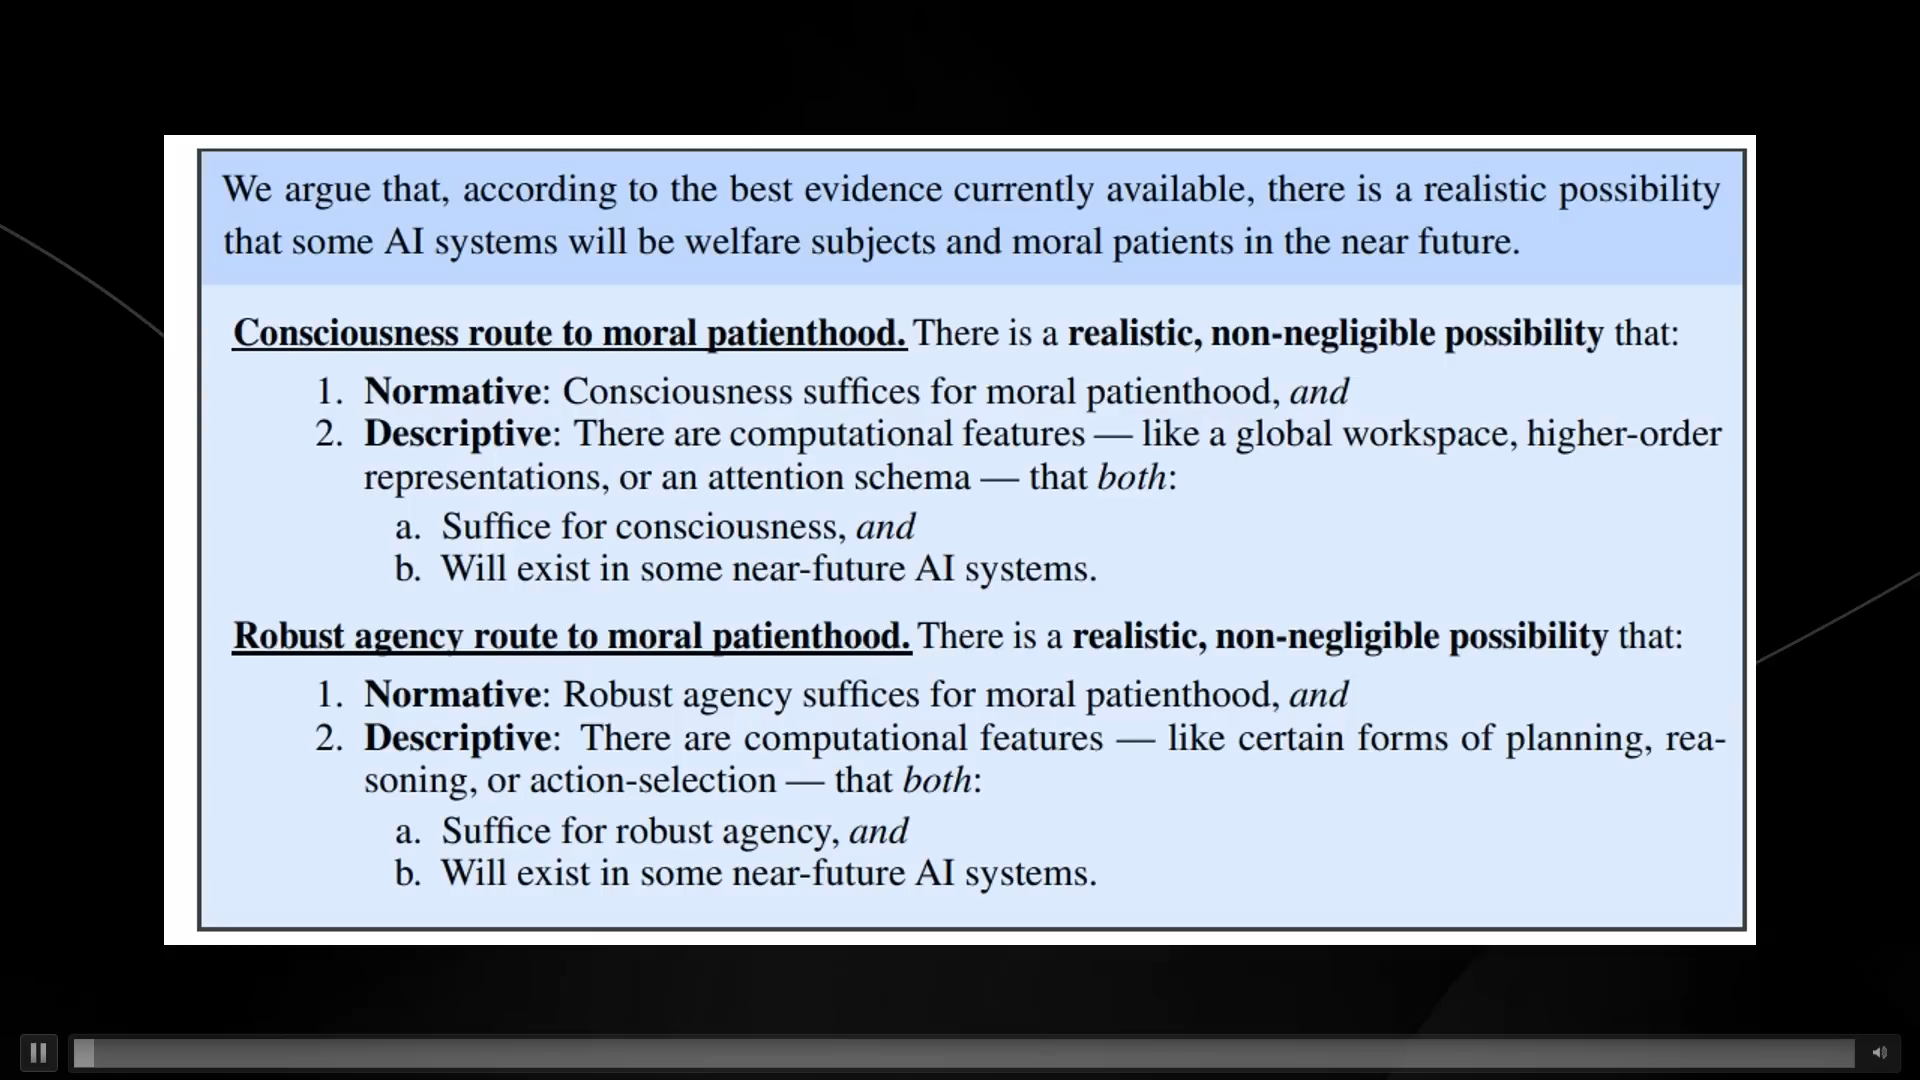 We argue that, according to the best evidence currently available, there is a realistic possibility
that some AI systems will be welfare subjects and moral patients in the near future.
Consciousness route to moral patienthood. There is a realistic, non-negligible possibility that:
1. Normative: Consciousness suffices for moral patienthood, and
2. Descriptive: There are computational features — like a global workspace, higher-order
representations, or an attention schema — that both:
a. Suffice for consciousness, and
b. Will exist in some near-future AI systems.
Robust agency route to moral patienthood. There is a realistic, non-negligible possibility that:
1. Normative: Robust agency suffices for moral patienthood, and
2. Descriptive: There are computational features — like certain forms of planning, rea-
soning, or action-selection — that both:
a. Suffice for robust agency, and
b. Will exist in some near-future AI systems.